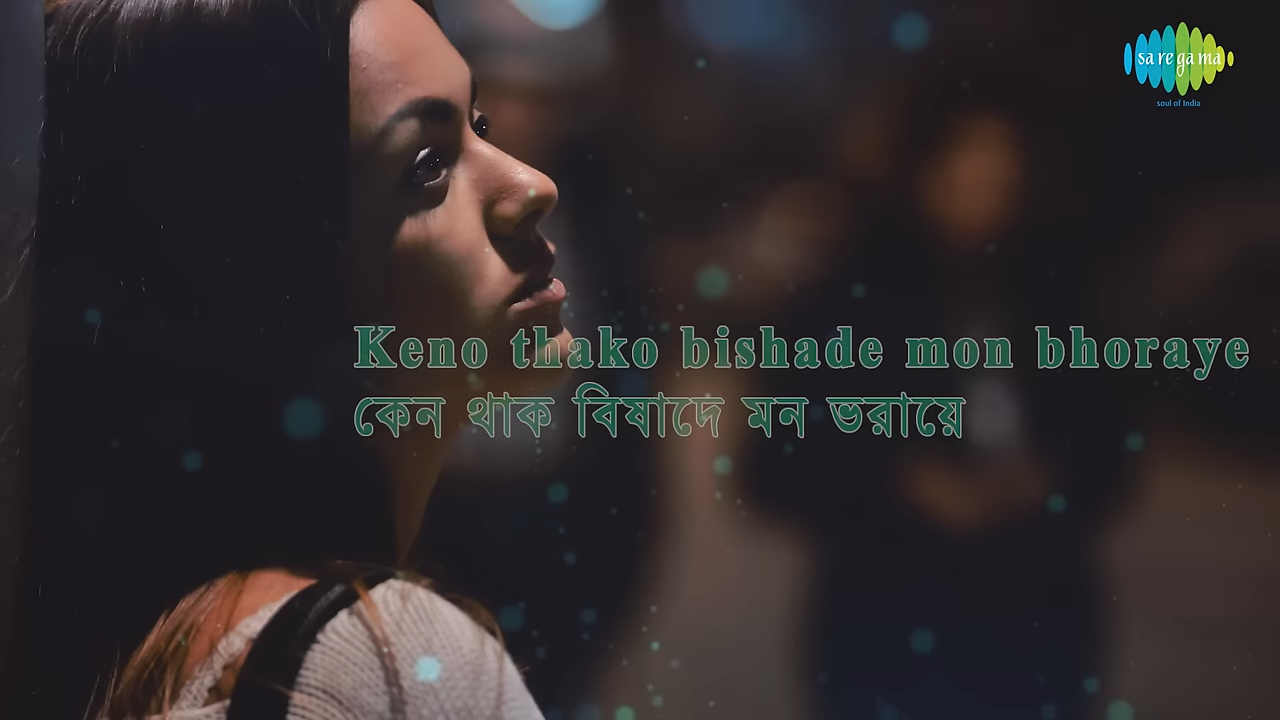 sa re ga ma
soul of India
Keno thako bishade mon bhoraye
কেন থাক বিষাদে মন ভরায়ে